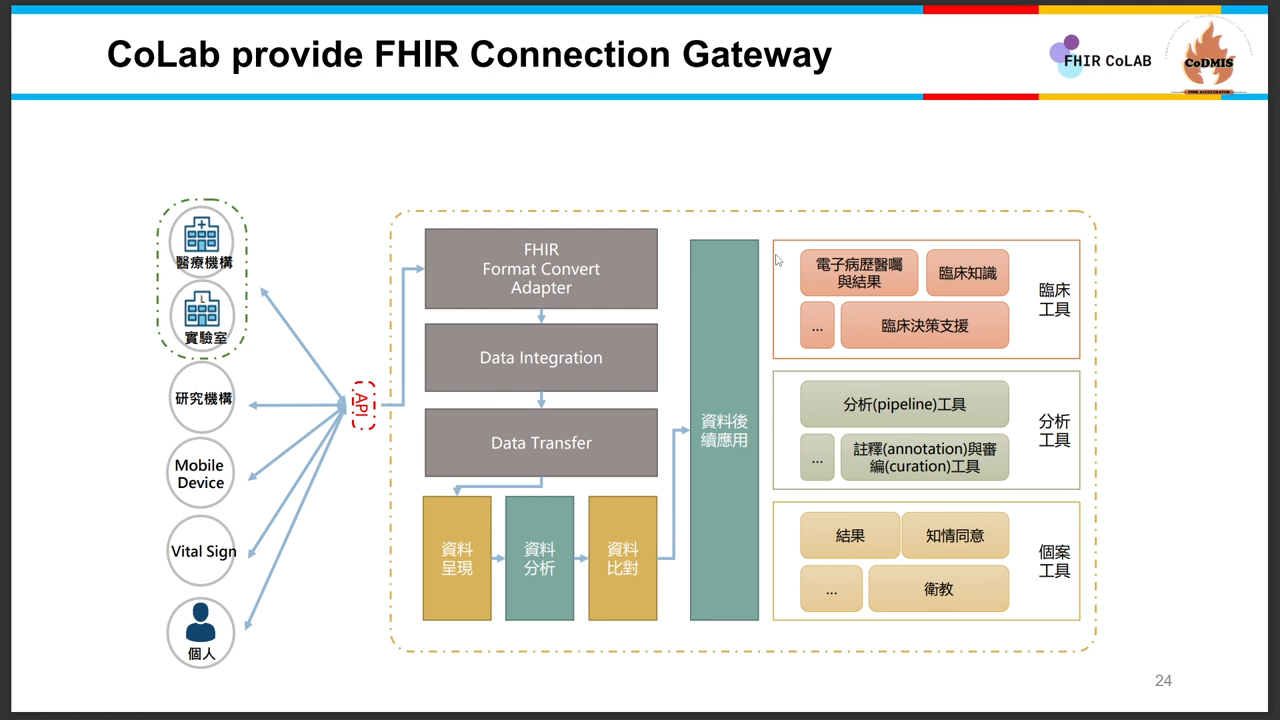 CoLab provide FHIR Connection Gateway
FHIR CoLAB
CoDMIS
FHIR ACCELERATOR
醫療機構
L
實驗室
研究機構
Mobile
Device
Vital Sign
個人
API
FHIR
Format Convert
Adapter
Data Integration
Data Transfer
資料
呈現
資料
分析
資料
比對
資料後
續應用
電子病歷醫囑
與結果
臨床知識
...
臨床決策支援
臨床
工具
分析(pipeline)工具
...
註釋(annotation)與審
編(curation)工具
分析
工具
結果
知情同意
...
衛教
個案
工具
24